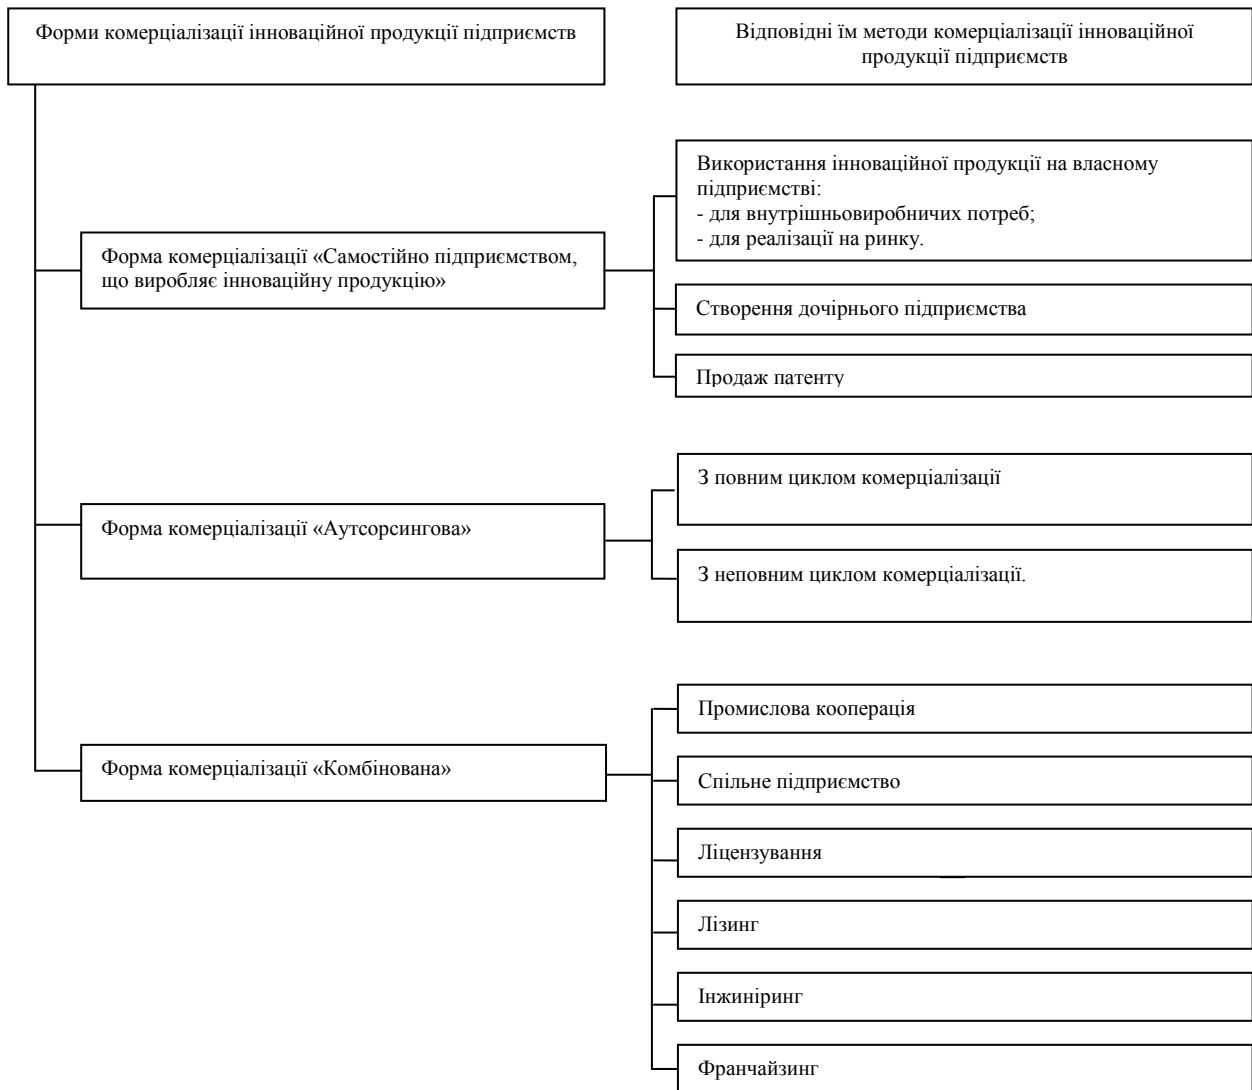 Форми комерціалізації інноваційної продукції підприємств
Відповідні їм методи комерціалізації інноваційної
продукції підприємств
Форма комерціалізації «Самостійно підприємством,
що виробляє інноваційну продукцію»
Використання інноваційної продукції на власному
підприємстві:
- для внутрішньовиробничих потреб;
- для реалізації на ринку.
Створення дочірнього підприємства
Продаж патенту
Форма комерціалізації «Аутсорсингова»
З повним циклом комерціалізації
З неповним циклом комерціалізації.
Форма комерціалізації «Комбінована»
Промислова кооперація
Спільне підприємство
Ліцензування
Лізинг
Інжиніринг
Франчайзинг